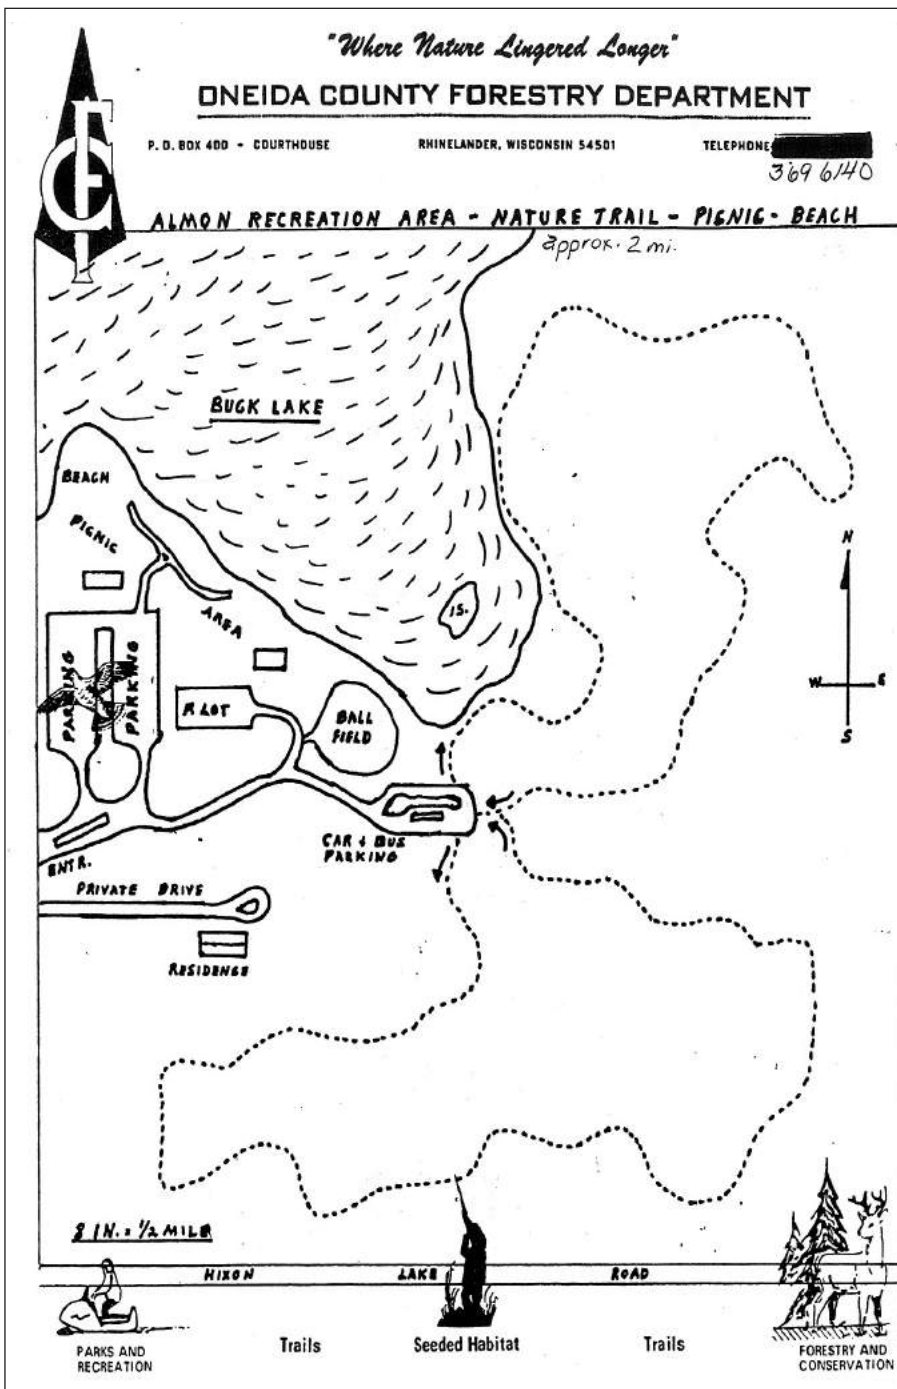 "Where Nature Lingered Longer"
ONEIDA COUNTY FORESTRY DEPARTMENT
P. O. BOX 400 - COURTHOUSE RHINELANDER, WISCONSIN 54501 TELEPHONE
369 6140
CFI
ALMON RECREATION AREA - NATURE TRAIL - PICNIC - BEACH
approx. 2 mi.
BUCK LAKE
BEACH
PICNIC
AREA
IS.
N
W E
S
PARKING
PARKING
R LOT
BALL
FIELD
CAR & BUS
PARKING
ENTR.
PRIVATE DRIVE
RESIDENCE
8 IN. = 1/2 MILE
HIXON LAKE ROAD
PARKS AND
RECREATION
Trails
Seeded Habitat
Trails
FORESTRY AND
CONSERVATION